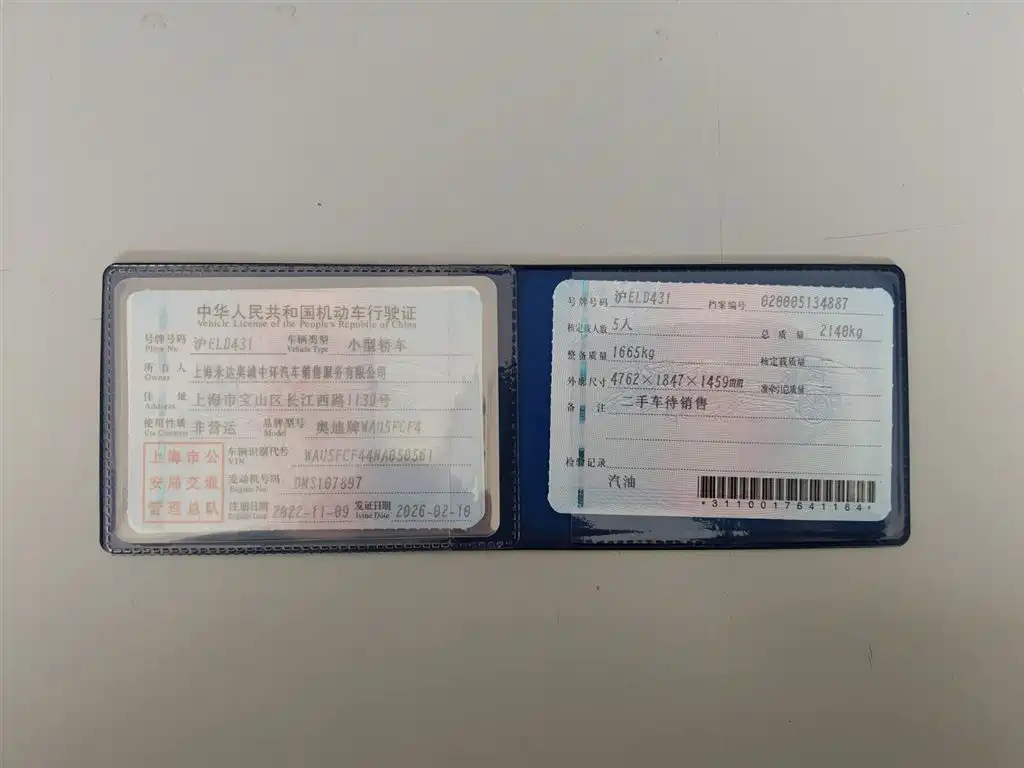 中华人民共和国机动车行驶证
Vehicle License of the People's Republic of China
号牌号码 沪ELD431 车辆类型 小型轿车
Plate No. Vehicle Type
所有人 上海永达奥诚中环汽车销售服务有限公司
Owner
住址 上海市宝山区长江西路1139号
Address
使用性质 非营运 品牌型号 奥迪牌WAU5FCF4
Use Character Model
上海市公
安局交通
管理总队
车辆识别代号 WAU5FCF44NA050561
VIN
发动机号码 DMS107897
Engine No.
注册日期 2022-11-09 发证日期 2026-02-10
Register Date Issue Date
号牌号码 沪ELD431 档案编号 020005134887
核定载人数 5人 总质量 2140kg
整备质量 1665kg 核定载质量
外廓尺寸 4762×1847×1459mm 准牵引总质量
备注 二手车待销售
检验记录
汽油
*3110017641164*